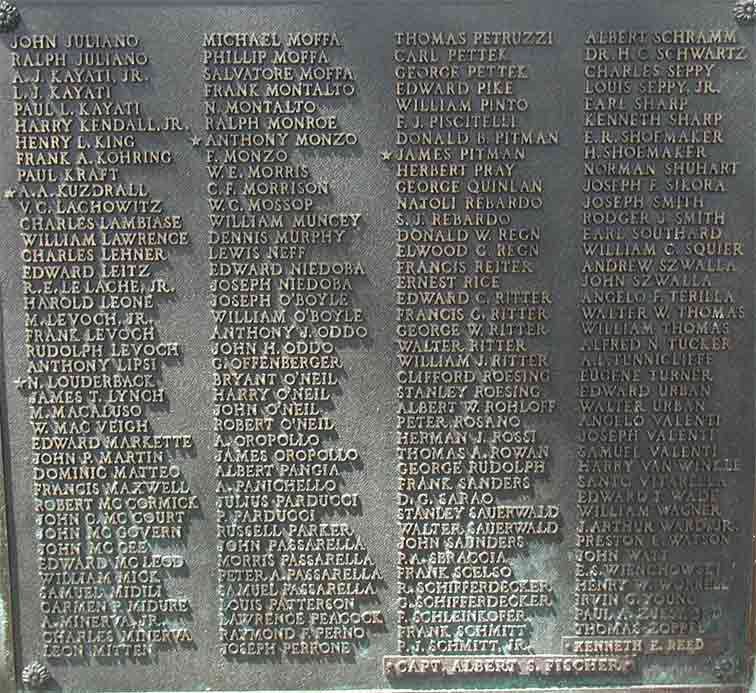 JOHN JULIANO
RALPH JULIANO
A. J. KAYATI, JR.
L. J. KAYATI
PAUL L. KAYATI
HARRY KENDALL, JR.
HENRY L. KING
FRANK A. KOHRING
PAUL KRAFT
★ A. A. KUZDRALL
V. C. LACHOWITZ
CHARLES LAMBIASE
WILLIAM LAWRENCE
CHARLES LEHNER
EDWARD LEITZ
R. E. LE LACHE, JR.
HAROLD LEONE
M. LEVOCH, JR.
FRANK LEVOCH
RUDOLPH LEVOCH
ANTHONY LIPSI
★ N. LOUDERBACK
JAMES T. LYNCH
M. MACALUSO
W. MAC VEIGH
EDWARD MARKETTE
JOHN P. MARTIN
DOMINIC MATTEO
FRANCIS MAXWELL
ROBERT MC CORMICK
JOHN C. MC COURT
JOHN MC GOVERN
JOHN MC GEE
EDWARD MC LEOD
WILLIAM MICK
SAMUEL MIDILI
CARMEN P. MIDURE
A. MINERVA, JR.
CHARLES MINERVA
LEON MITTEN
MICHAEL MOFFA
PHILLIP MOFFA
SALVATORE MOFFA
FRANK MONTALTO
N. MONTALTO
RALPH MONROE
★ ANTHONY MONZO
F. MONZO
W. E. MORRIS
C. F. MORRISON
W. C. MOSSOP
WILLIAM MUNCEY
DENNIS MURPHY
LEWIS NEFF
EDWARD NIEDOBA
JOSEPH NIEDOBA
JOSEPH O'BOYLE
WILLIAM O'BOYLE
ANTHONY J. ODDO
JOHN H. ODDO
G. OFFENBERGER
BRYANT O'NEIL
HARRY O'NEIL
JOHN O'NEIL
ROBERT O'NEIL
A. OROPOLLO
JAMES OROPOLLO
ALBERT PANGIA
A. PANICHELLO
JULIUS PARDUCCI
P. PARDUCCI
RUSSELL PARKER
JOHN PASSARELLA
MORRIS PASSARELLA
PETER A. PASSARELLA
SAMUEL PASSARELLA
LOUIS PATTERSON
LAWRENCE PEACOCK
RAYMOND F. PERNO
JOSEPH PERRONE
THOMAS PETRUZZI
CARL PETTEK
GEORGE PETTEK
EDWARD PIKE
WILLIAM PINTO
F. J. PISCITELLI
DONALD B. PITMAN
★ JAMES PITMAN
HERBERT PRAY
GEORGE QUINLAN
NAJOLI REBARDO
S. J. REBARDO
DONALD W. REGN
ELWOOD G. REGN
FRANCIS REITER
ERNEST RICE
EDWARD C. RITTER
FRANCIS G. RITTER
GEORGE W. RITTER
WALTER RITTER
WILLIAM J. RITTER
CLIFFORD ROESING
STANLEY ROESING
ALBERT W. ROHLOFF
PETER ROSANO
HERMAN J. ROSSI
THOMAS A. ROWAN
GEORGE RUDOLPH
FRANK SANDERS
D. G. SARAO
STANLEY SAUERWALD
WALTER SAUERWALD
JOHN SAUNDERS
P. A. SBRACCIA
FRANK SCELSO
R. SCHIFFERDECKER
G. SCHIFFERDECKER
F. SCHLEINKOFER
FRANK SCHMITT
P. J. SCHMITT, JR.
CAPT. ALBERT S. FISCHER
ALBERT SCHRAMM
DR. H. C. SCHWARTZ
CHARLES SEPPY
LOUIS SEPPY, JR.
EARL SHARP
KENNETH SHARP
E. R. SHOEMAKER
H. SHOEMAKER
NORMAN SHUHART
JOSEPH F. SIKORA
JOSEPH SMITH
RODGER J. SMITH
EARL SOUTHARD
WILLIAM C. SQUIER
ANDREW SZWALLA
JOHN SZWALLA
ANGELO F. TERILLA
WALTER W. THOMAS
WILLIAM THOMAS
ALFRED N. TUCKER
A. L. TUNNICLIFFE
EUGENE TURNER
EDWARD URBAN
WALTER URBAN
ANGELO VALENTI
JOSEPH VALENTI
SAMUEL VALENTI
HARRY VAN WINKLE
SANTO VITARELLA
EDWARD T. WADE
WILLIAM WAGNER
J. ARTHUR WARD, JR.
PRESTON L. WATSON
JOHN WATT
E. S. WIENCHOWSKI
HENRY W. WORRELL
IRVIN G. YOUNG
PAUL A.
THOMAS ZOPPEL
KENNETH E. REED